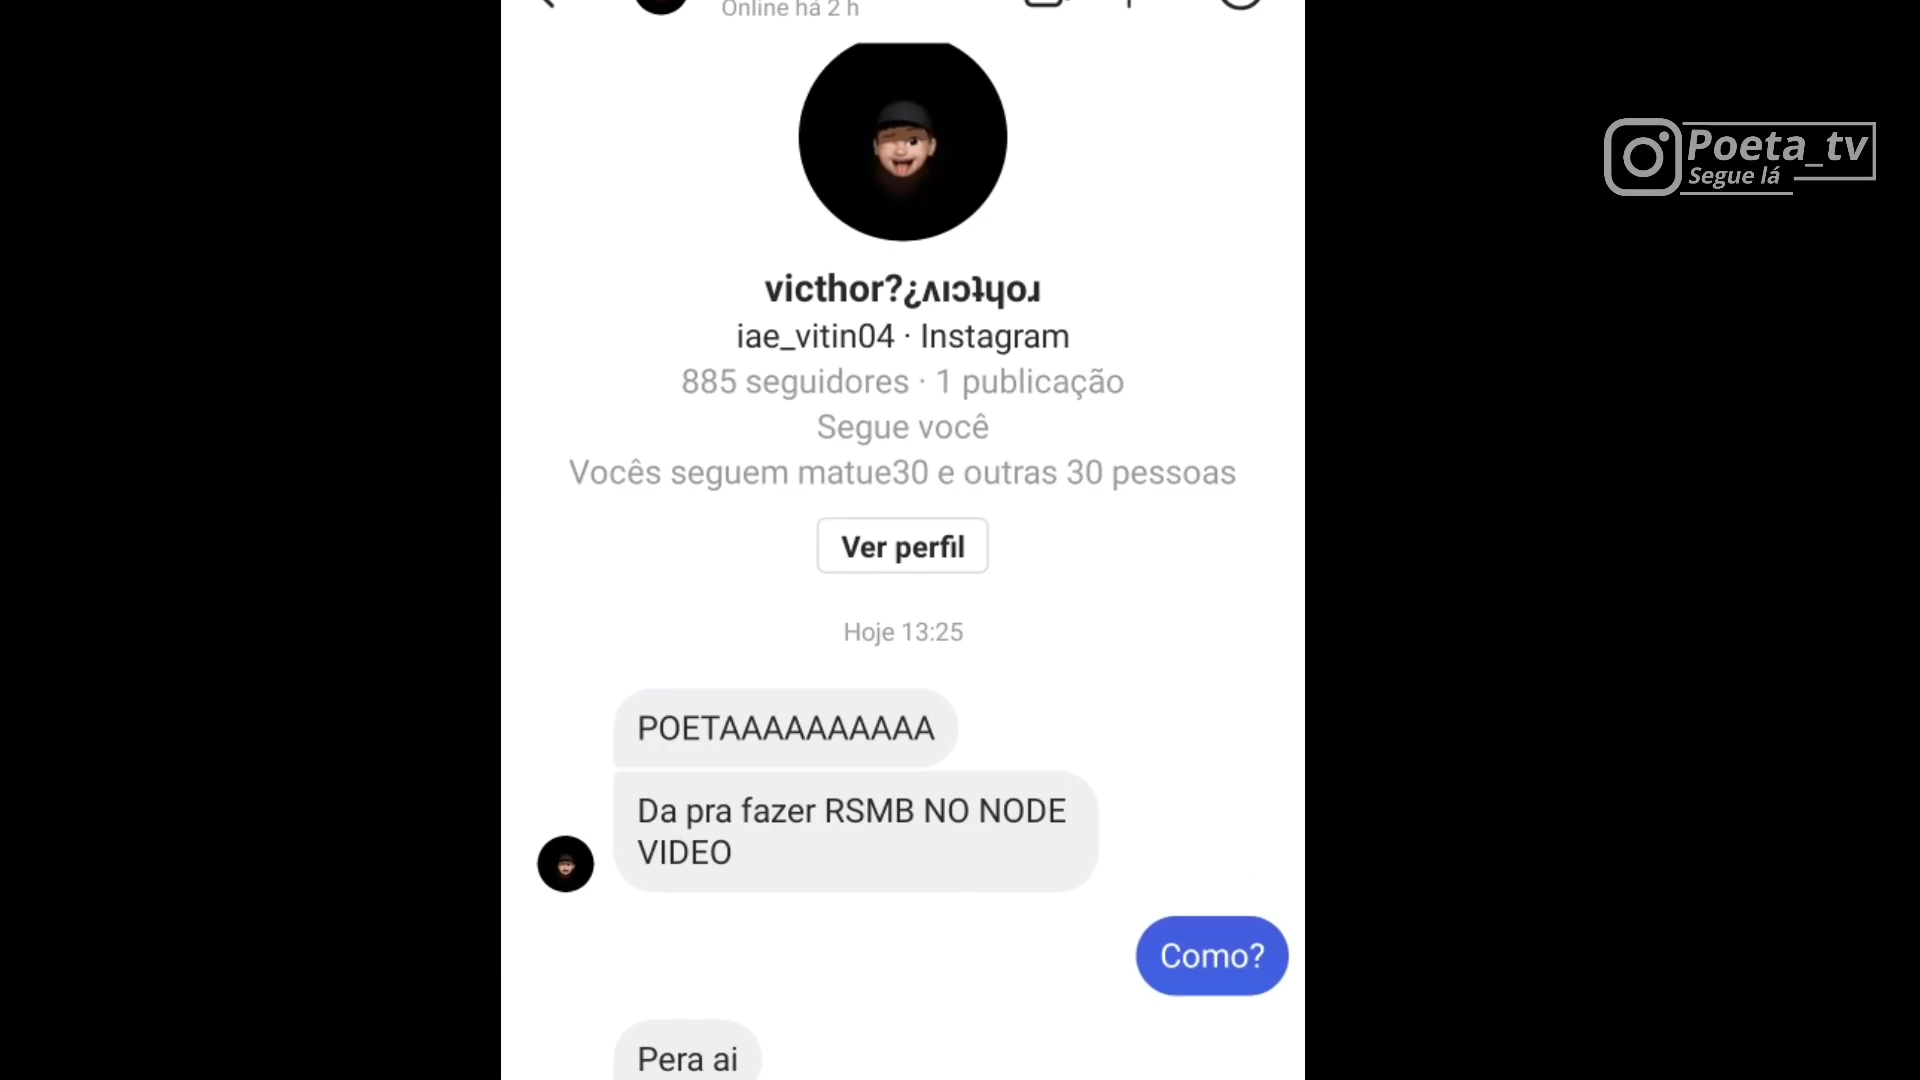 Online há 2 h
Poeta_tv
Segue lá
victhor?¿ʌıɔʇɥoɹ
iae_vitin04 · Instagram
885 seguidores · 1 publicação
Segue você
Vocês seguem matue30 e outras 30 pessoas
Ver perfil
Hoje 13:25
POETAAAAAAAAAA
Da pra fazer RSMB NO NODE
VIDEO
Como?
Pera ai